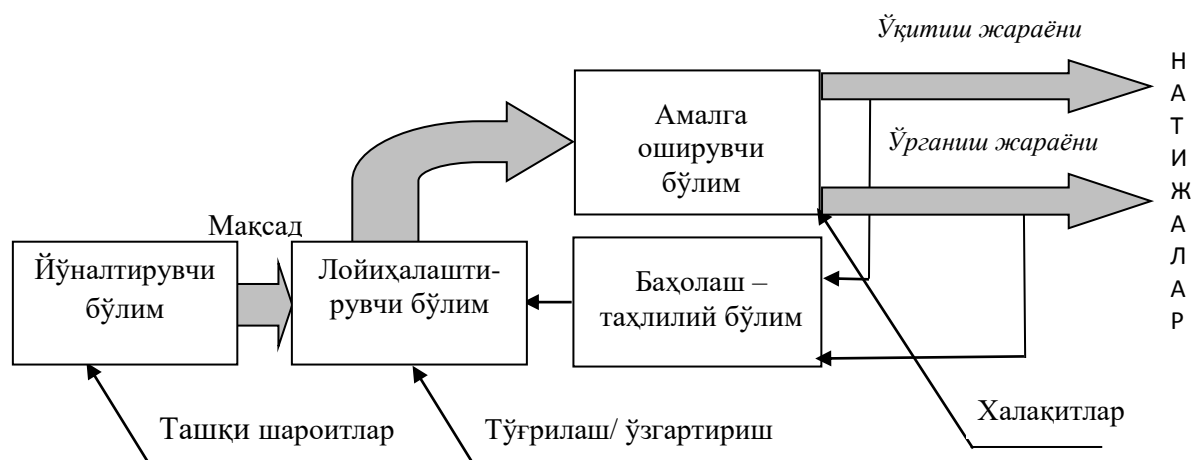 Ўқитиш жараёни
НАТИЖАЛАР
Амалга
оширувчи
бўлим
Ўрганиш жараёни
Мақсад
Йўналтирувчи
бўлим
Лойиҳалашти-
рувчи бўлим
Баҳолаш –
таҳлилий бўлим
Ташқи шароитлар
Тўғрилаш/ ўзгартириш
Халақитлар